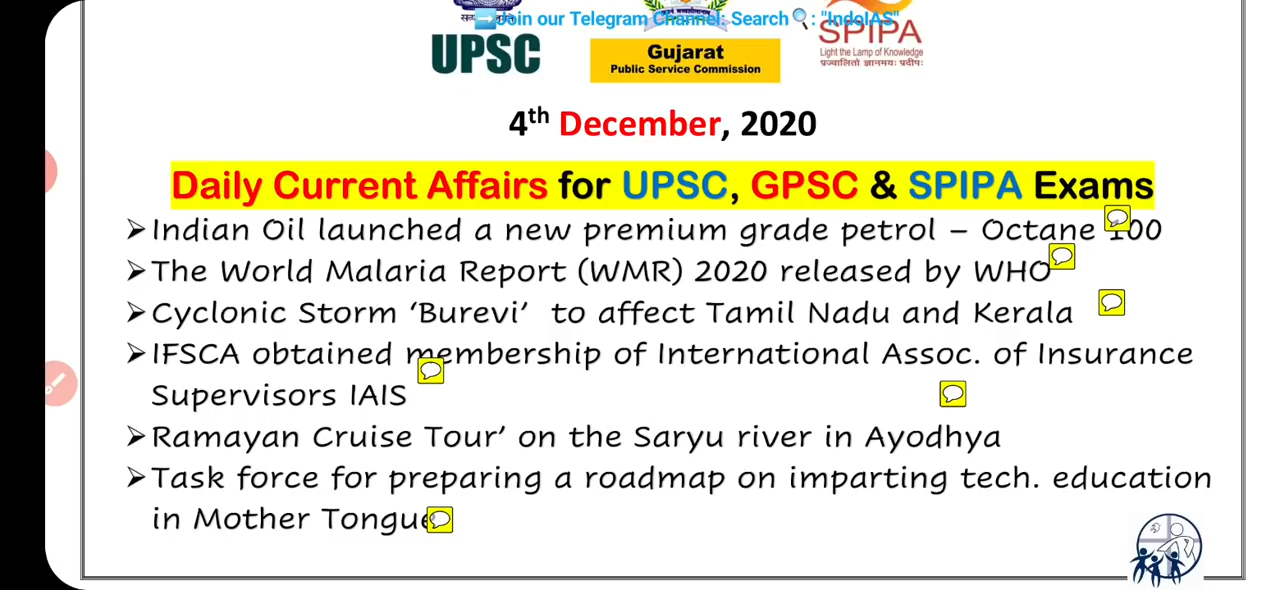 ➡Join our Telegram Channel: Search🔍: "IndoIAS"
UPSC
Gujarat
Public Service Commission
SPIPA
Light the Lamp of Knowledge
प्रज्वालितो ज्ञानमयः प्रदीपः
4th December, 2020
Daily Current Affairs for UPSC, GPSC & SPIPA Exams
➢Indian Oil launched a new premium grade petrol – Octane 100
➢The World Malaria Report (WMR) 2020 released by WHO
➢Cyclonic Storm ‘Burevi’ to affect Tamil Nadu and Kerala
➢IFSCA obtained membership of International Assoc. of Insurance
Supervisors IAIS
➢Ramayan Cruise Tour’ on the Saryu river in Ayodhya
➢Task force for preparing a roadmap on imparting tech. education
in Mother Tongue